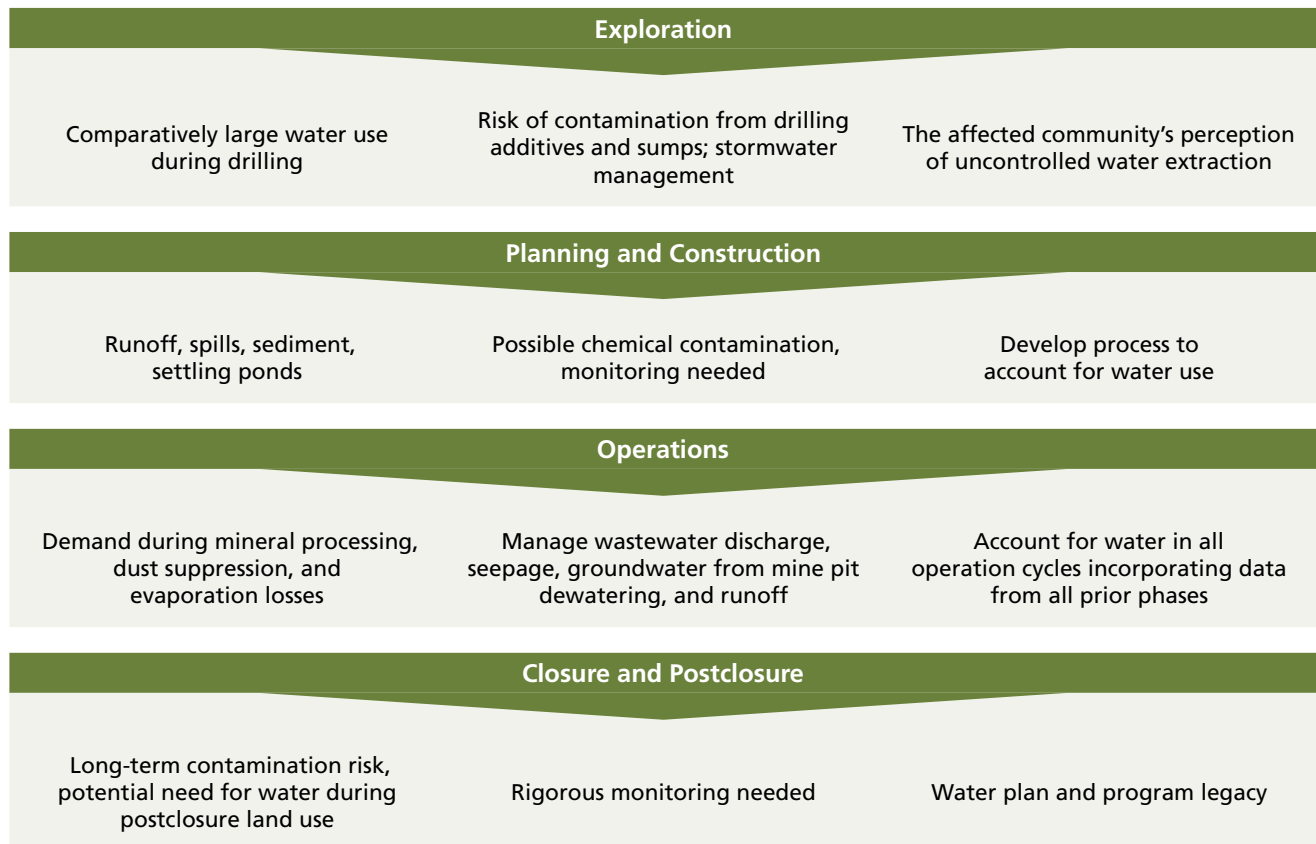 Exploration
Comparatively large water use
during drilling
Risk of contamination from drilling
additives and sumps; stormwater
management
The affected community’s perception
of uncontrolled water extraction
Planning and Construction
Runoff, spills, sediment,
settling ponds
Possible chemical contamination,
monitoring needed
Develop process to
account for water use
Operations
Demand during mineral processing,
dust suppression, and
evaporation losses
Manage wastewater discharge,
seepage, groundwater from mine pit
dewatering, and runoff
Account for water in all
operation cycles incorporating data
from all prior phases
Closure and Postclosure
Long-term contamination risk,
potential need for water during
postclosure land use
Rigorous monitoring needed
Water plan and program legacy